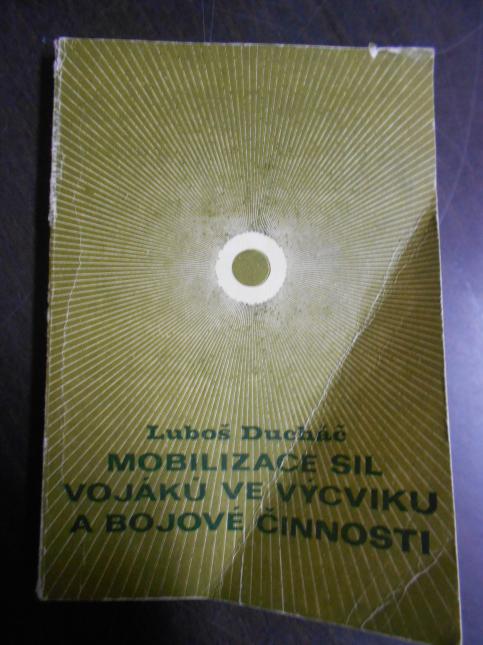 Luboš Ducháč
MOBILIZACE SIL
VOJÁKŮ VE VÝCVIKU
A BOJOVÉ ČINNOSTI